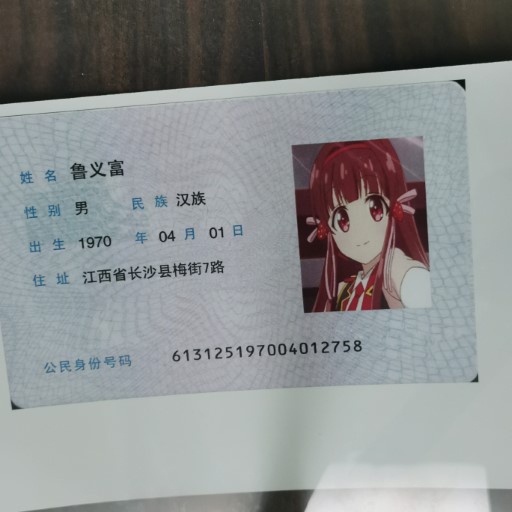 姓名 鲁义富
性别 男 民族 汉族
出生 1970 年 04 月 01 日
住址 江西省长沙县梅街7路
公民身份号码 613125197004012758